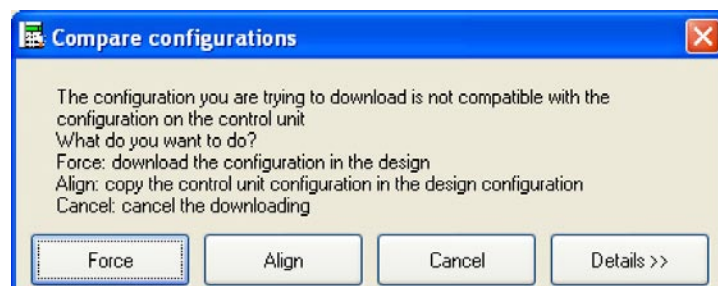 Compare configurations
The configuration you are trying to download is not compatible with the
configuration on the control unit
What do you want to do?
Force: download the configuration in the design
Align: copy the control unit configuration in the design configuration
Cancel: cancel the downloading
Force Align Cancel Details >>